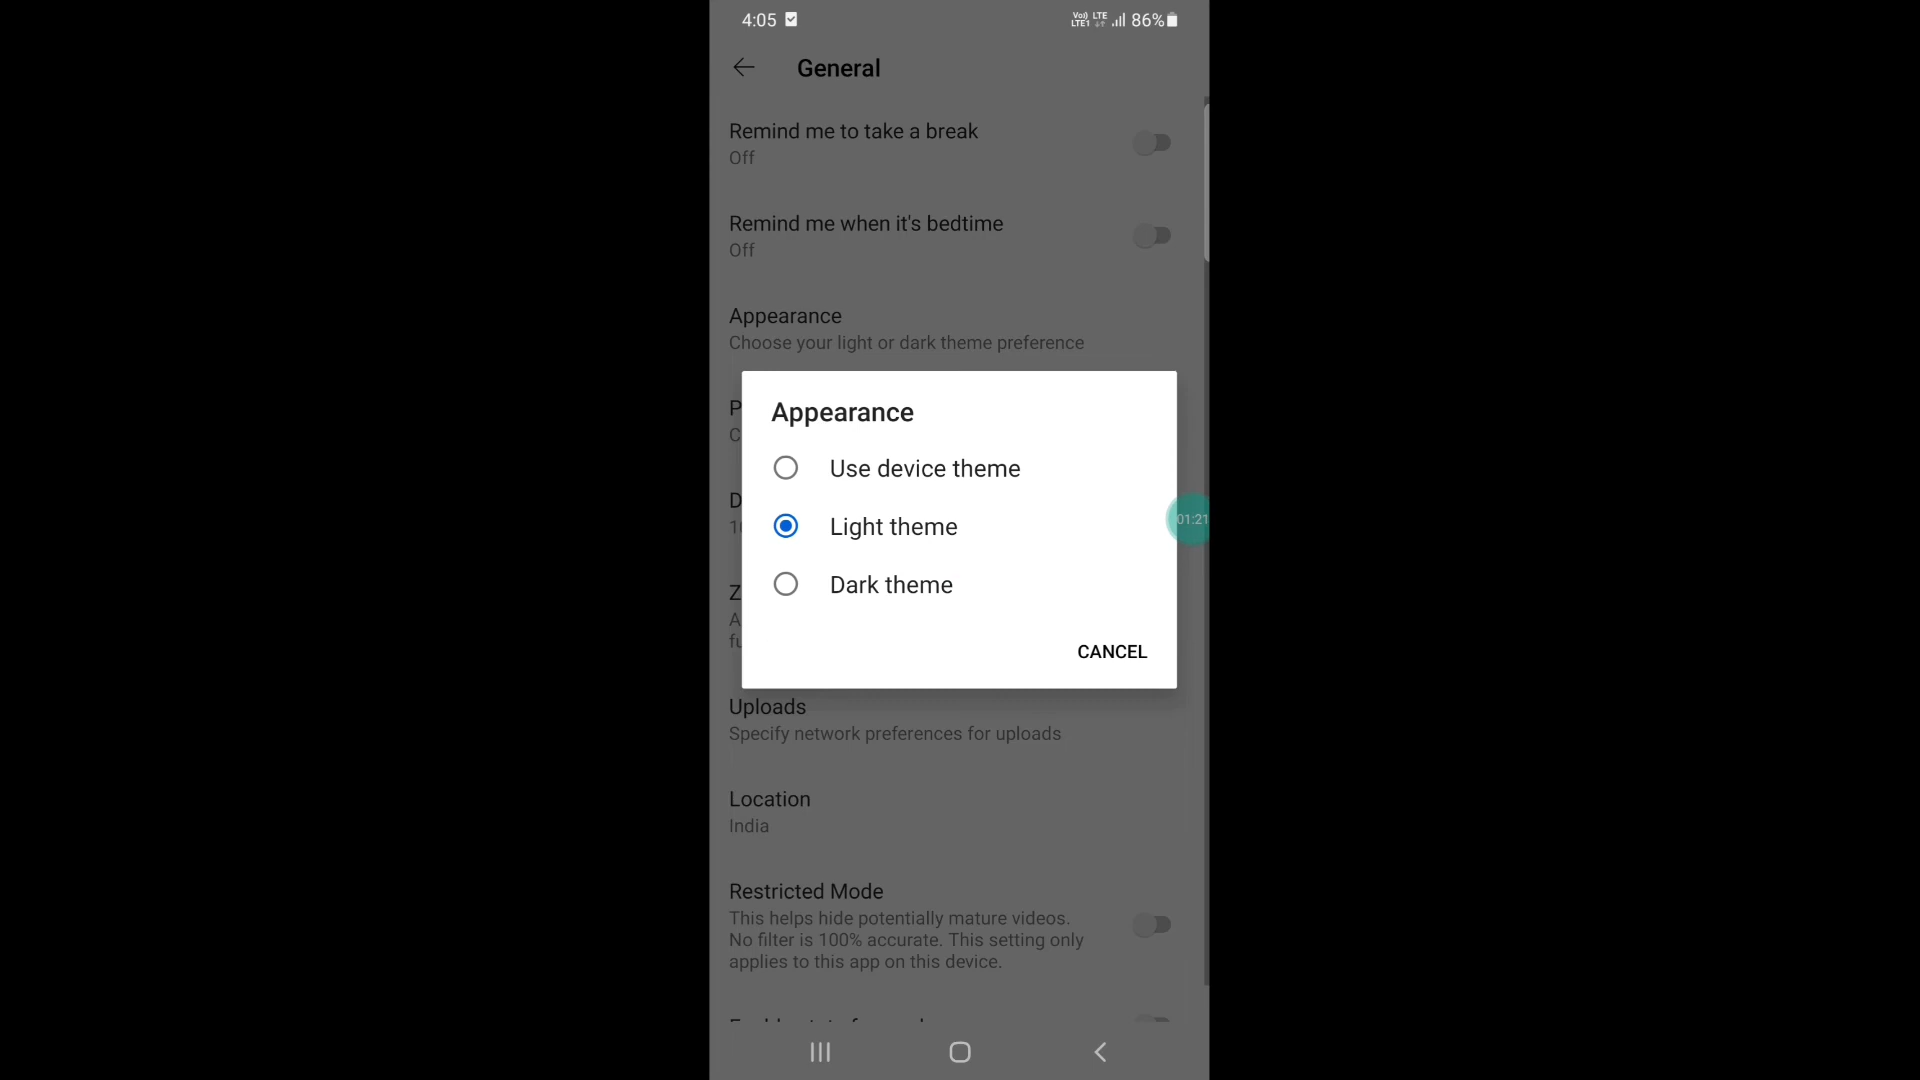 4:05
Vo) LTE
LTE1 86%
General
Remind me to take a break
Off
Remind me when it's bedtime
Off
Appearance
Choose your light or dark theme preference
P
C
Appearance
Use device theme
D
Light theme
01:21
Dark theme
Z
A
fu
CANCEL
Uploads
Specify network preferences for uploads
Location
India
Restricted Mode
This helps hide potentially mature videos.
No filter is 100% accurate. This setting only
applies to this app on this device.